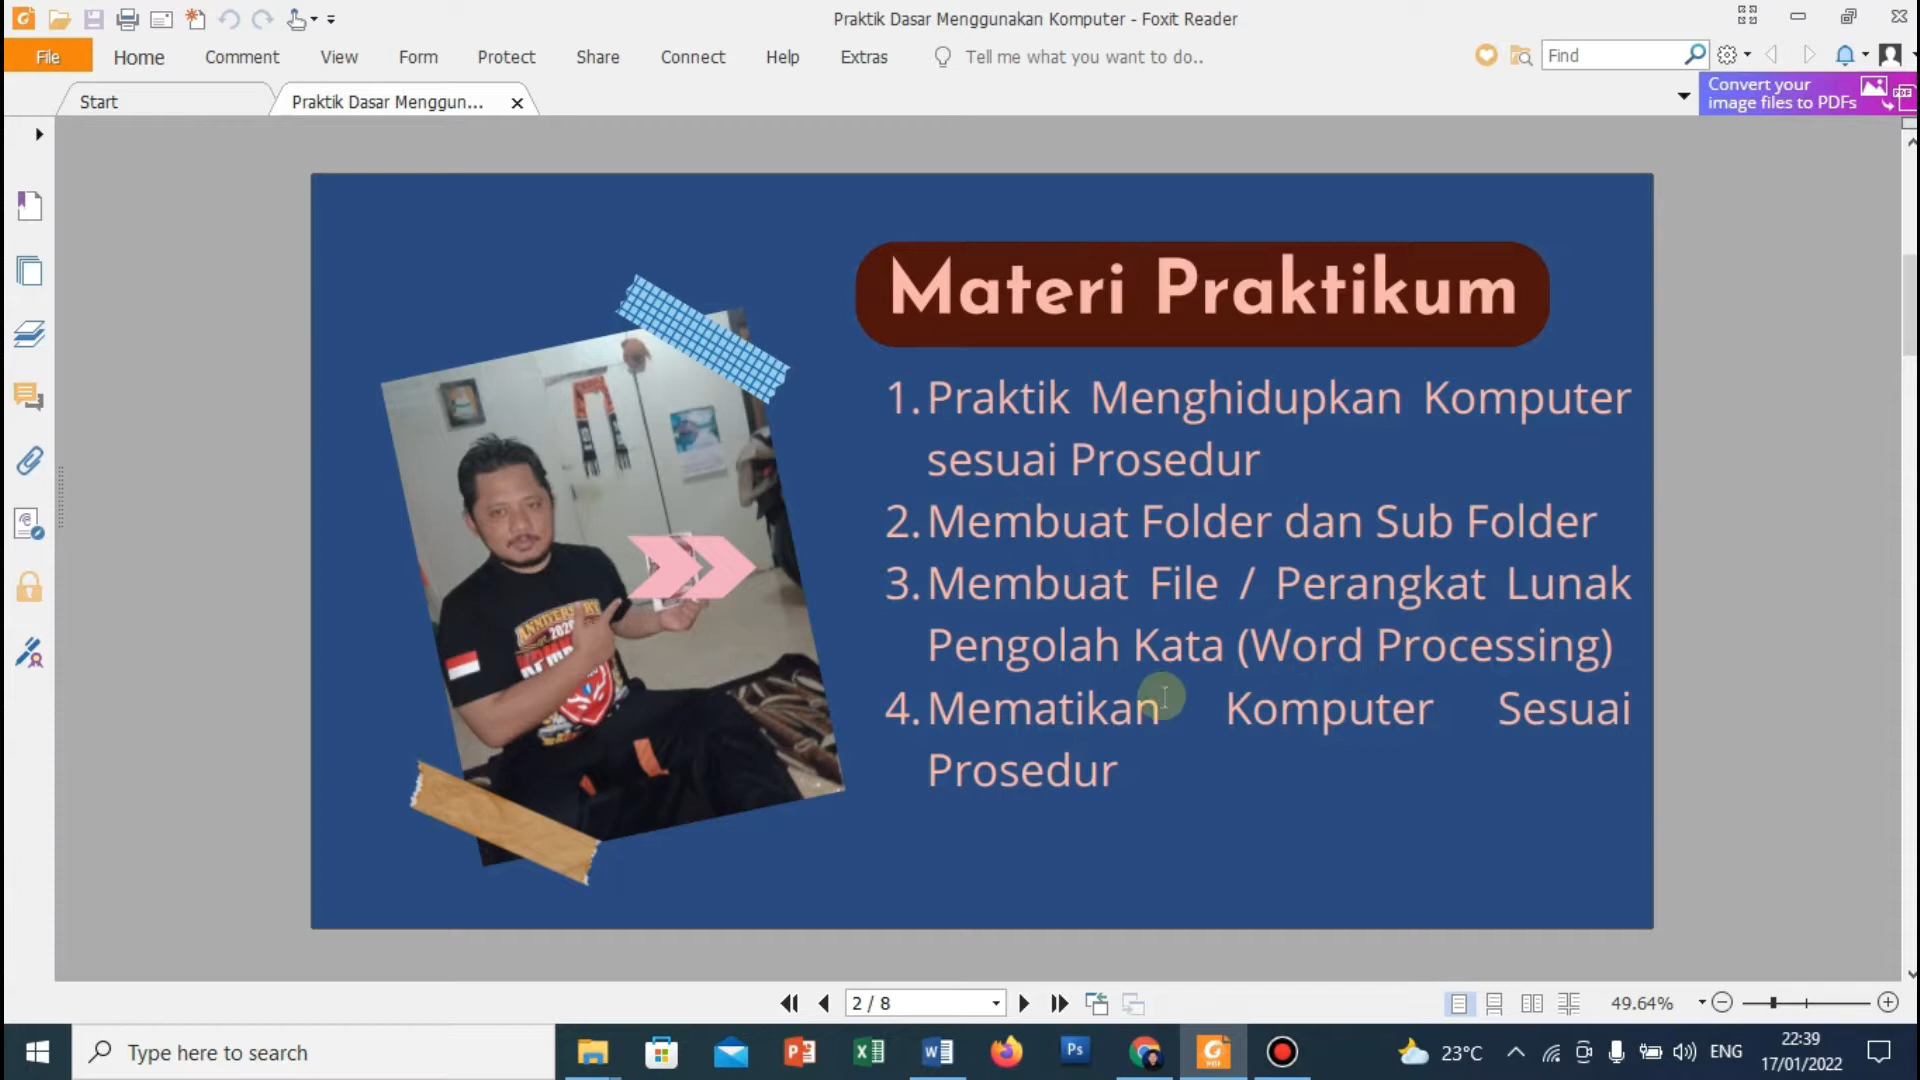 Praktik Dasar Menggunakan Komputer - Foxit Reader
File Home Comment View Form Protect Share Connect Help Extras Tell me what you want to do.. Find
Start Praktik Dasar Menggun... Convert your
image files to PDFs
Materi Praktikum
1. Praktik Menghidupkan Komputer
sesuai Prosedur
2. Membuat Folder dan Sub Folder
3. Membuat File / Perangkat Lunak
Pengolah Kata (Word Processing)
4. Mematikan Komputer Sesuai
Prosedur
ANNIVERSARY
2020
2 / 8 49.64%
Type here to search 23°C ENG 22:39
17/01/2022